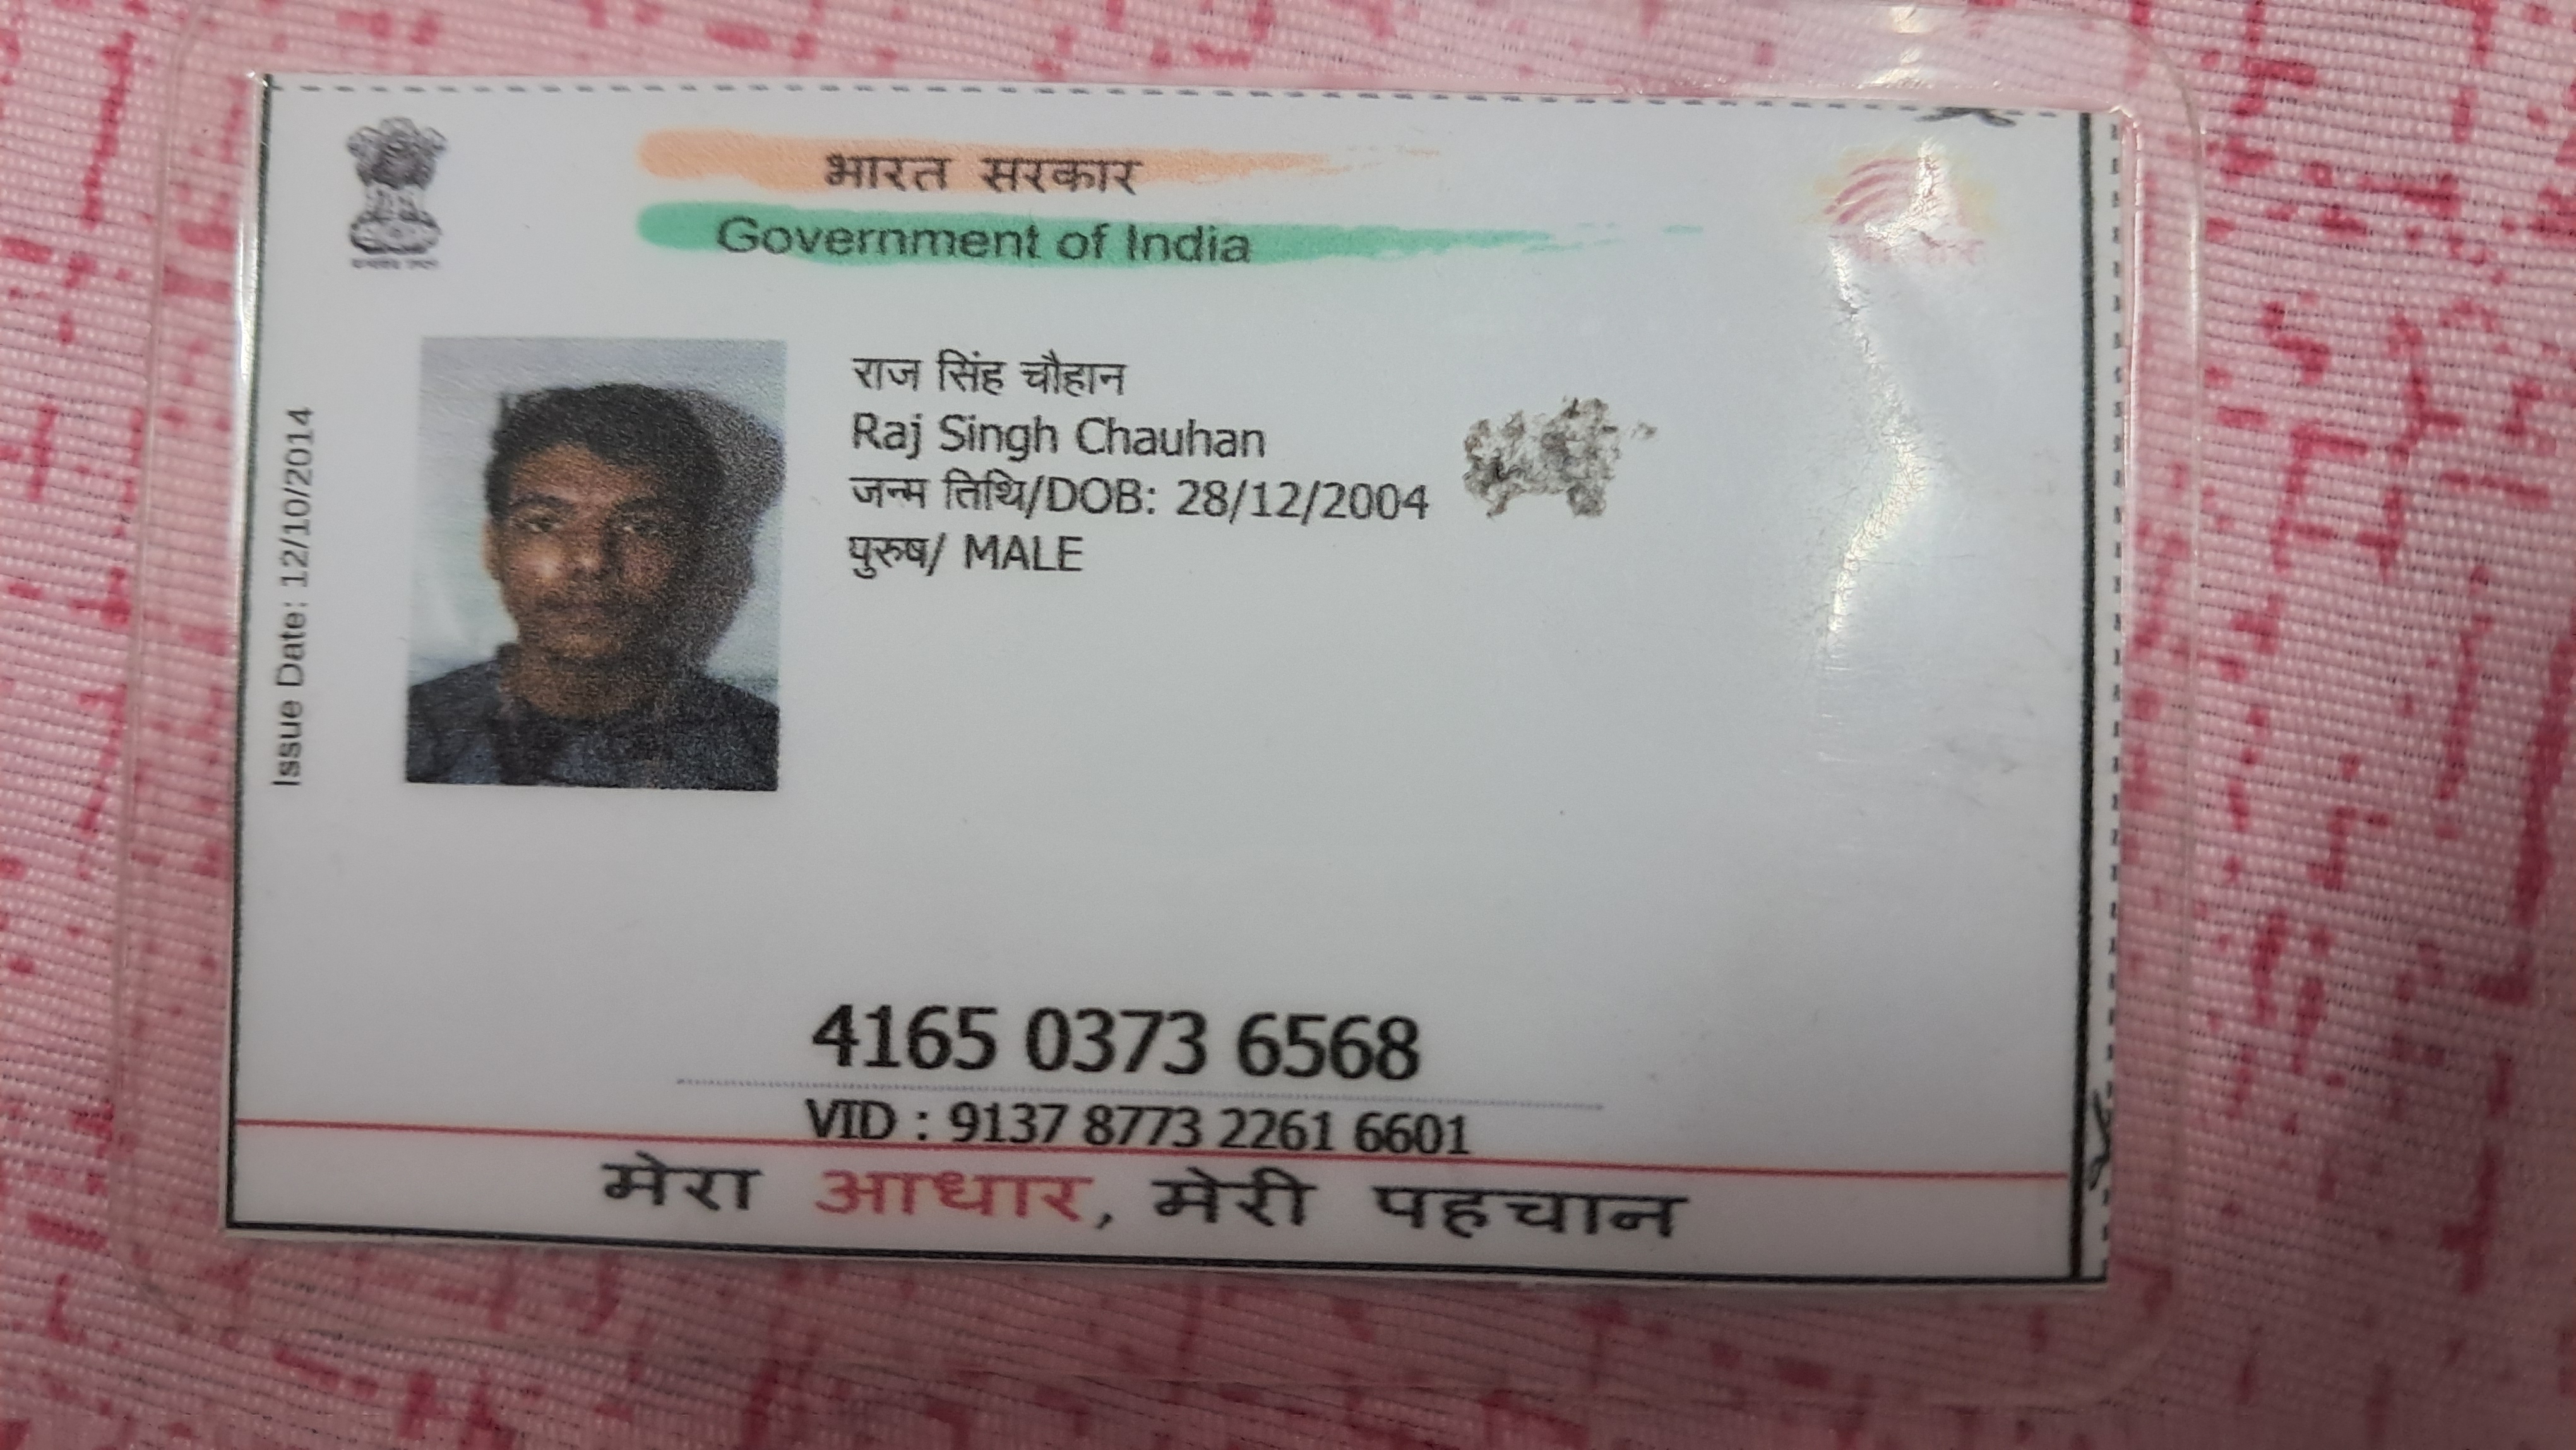 भारत सरकार
Government of India
Issue Date: 12/10/2014
राज सिंह चौहान
Raj Singh Chauhan
जन्म तिथि/DOB: 28/12/2004
पुरुष/ MALE
4165 0373 6568
VID : 9137 8773 2261 6601
मेरा आधार, मेरी पहचान